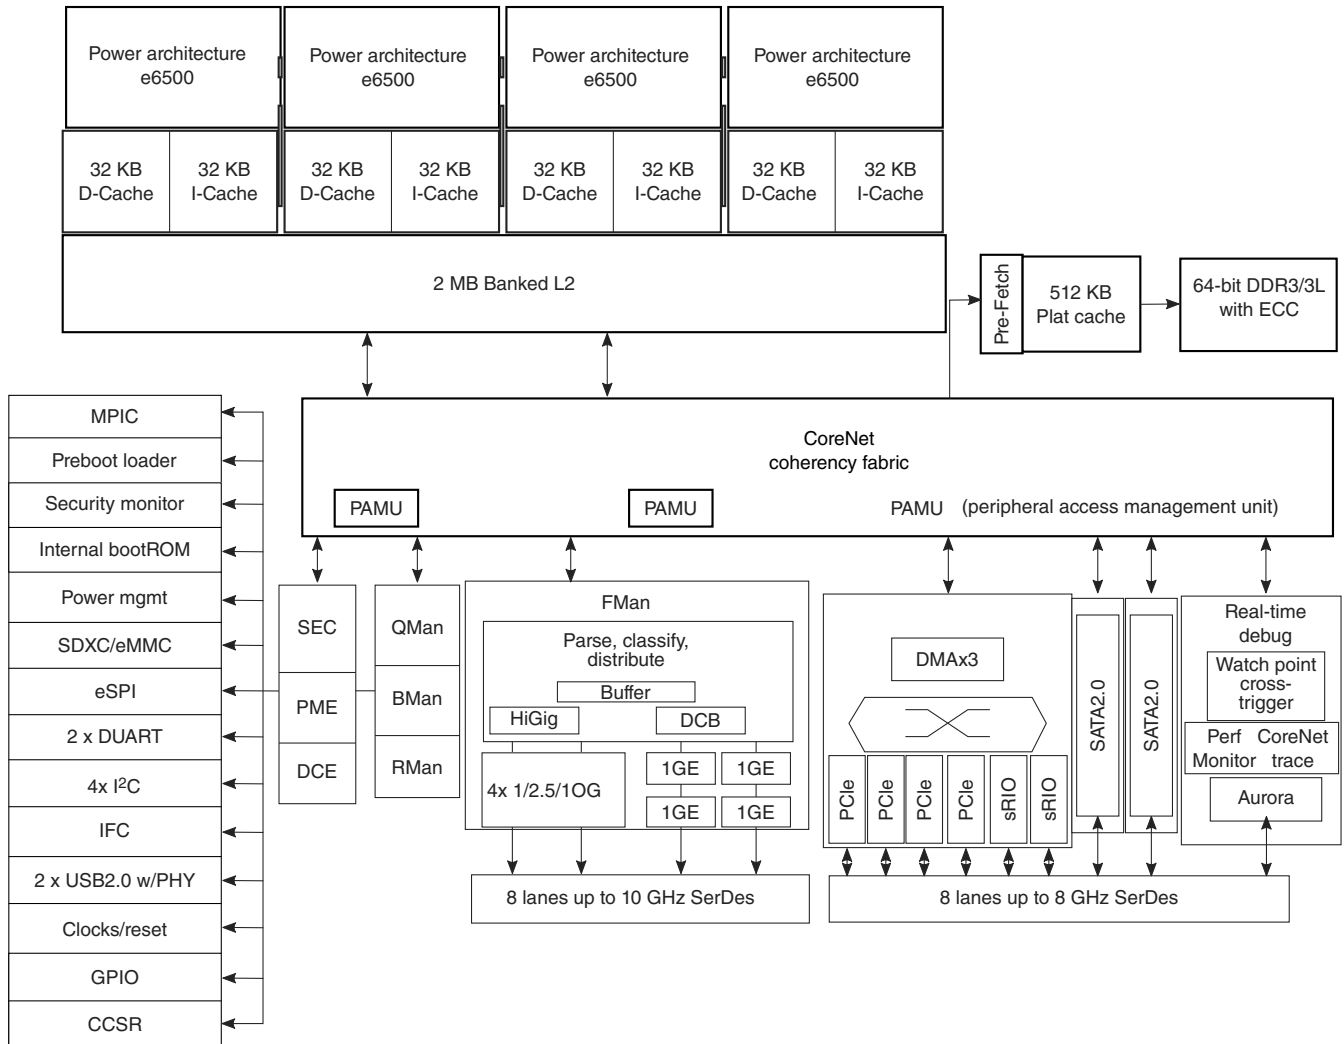 Power architecture
e6500
Power architecture
e6500
Power architecture
e6500
Power architecture
e6500
32 KB
D-Cache
32 KB
I-Cache
32 KB
D-Cache
32 KB
I-Cache
32 KB
D-Cache
32 KB
I-Cache
32 KB
D-Cache
32 KB
I-Cache
2 MB Banked L2
Pre-Fetch
512 KB
Plat cache
64-bit DDR3/3L
with ECC
MPIC
Preboot loader
Security monitor
Internal bootROM
Power mgmt
SDXC/eMMC
eSPI
2 x DUART
4x I²C
IFC
2 x USB2.0 w/PHY
Clocks/reset
GPIO
CCSR
CoreNet
coherency fabric
PAMU
PAMU
PAMU (peripheral access management unit)
SEC
PME
DCE
QMan
BMan
RMan
FMan
Parse, classify,
distribute
Buffer
HiGig
DCB
4x 1/2.5/1OG
1GE
1GE
1GE
1GE
8 lanes up to 10 GHz SerDes
DMAx3
PCIe
PCIe
PCIe
PCIe
sRIO
sRIO
SATA2.0
SATA2.0
Real-time
debug
Watch point
cross-
trigger
Perf
Monitor
CoreNet
trace
Aurora
8 lanes up to 8 GHz SerDes